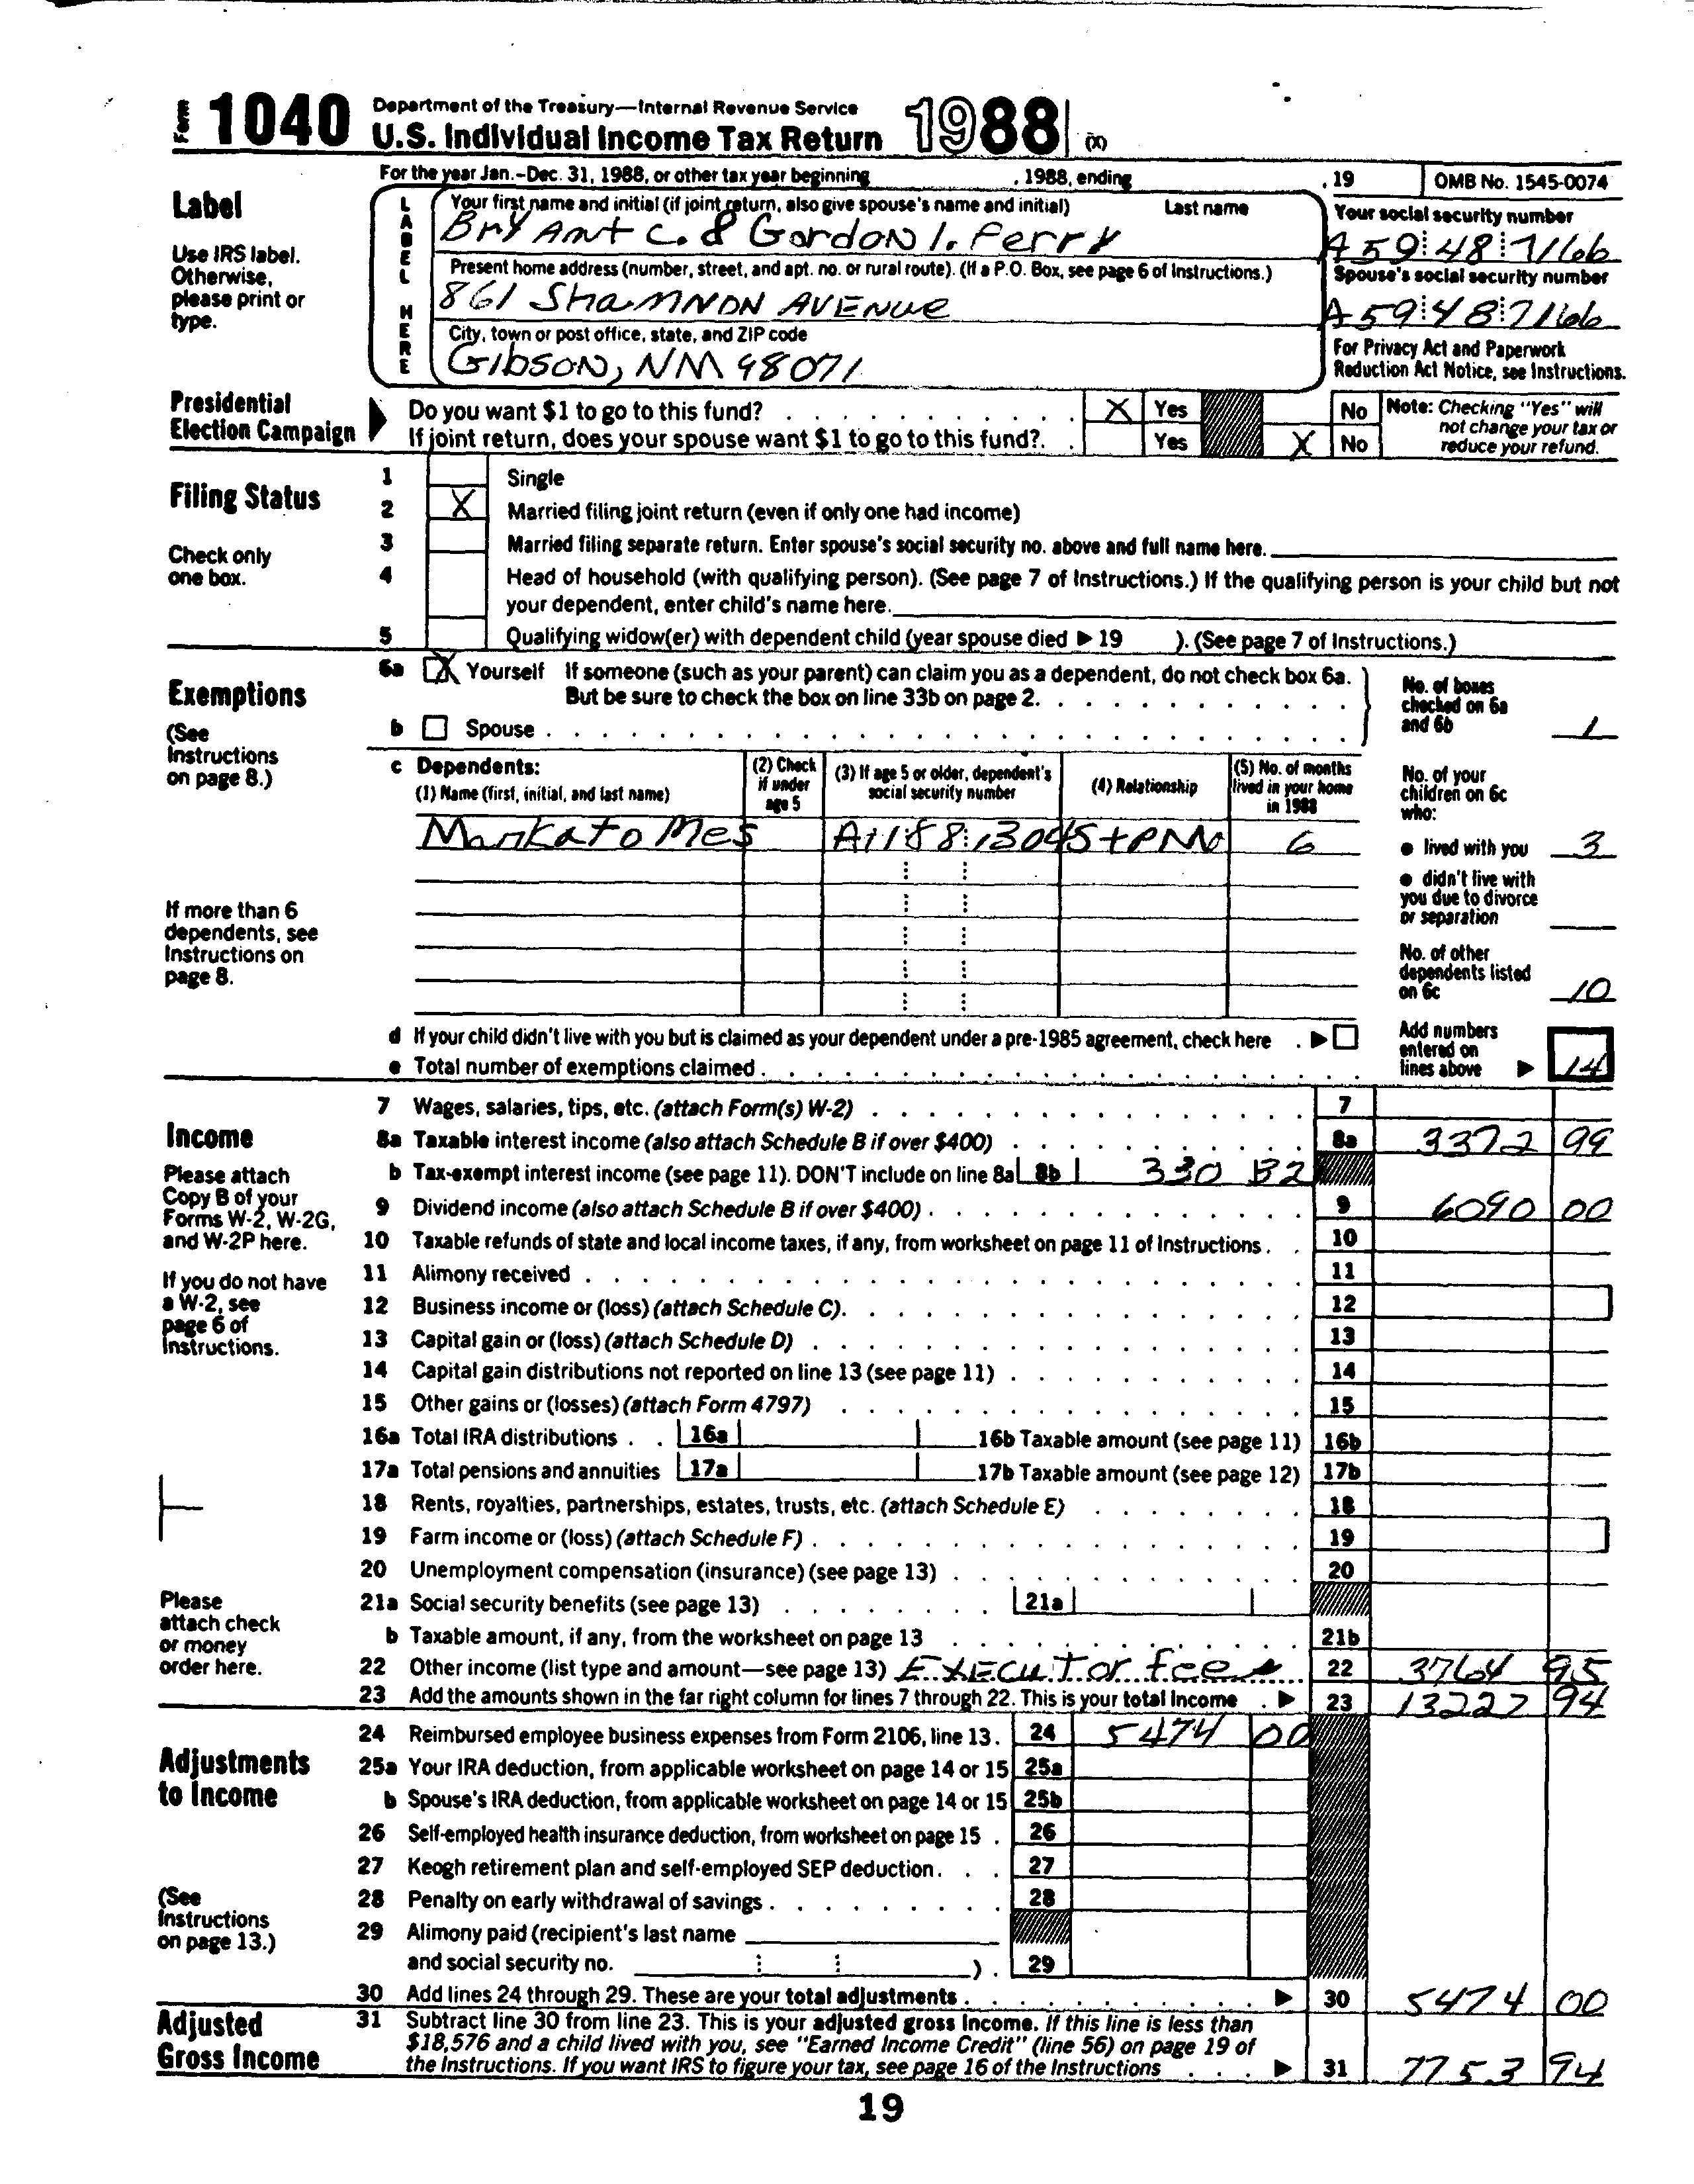 Form 1040 Department of the Treasury—Internal Revenue Service
U.S. Individual Income Tax Return 1988 (X)
For the year Jan.-Dec. 31, 1988, or other tax year beginning , 1988, ending , 19 OMB No. 1545-0074
Label
Use IRS label. Otherwise, please print or type.
LABEL HERE
Your first name and initial (if joint return, also give spouse's name and initial) Last name
Bryant C. & Gordon I. Perry
Your social security number
A59 48 7166
Present home address (number, street, and apt. no. or rural route). (If a P.O. Box, see page 6 of Instructions.)
861 Shannon Avenue
Spouse's social security number
A59 48 7166
City, town or post office, state, and ZIP code
Gibson, NM 48071
For Privacy Act and Paperwork Reduction Act Notice, see Instructions.
Presidential Election Campaign
Do you want $1 to go to this fund? X Yes No
If joint return, does your spouse want $1 to go to this fund? Yes X No
Note: Checking "Yes" will not change your tax or reduce your refund.
Filing Status
Check only one box.
1 Single
2 X Married filing joint return (even if only one had income)
3 Married filing separate return. Enter spouse's social security no. above and full name here.
4 Head of household (with qualifying person). (See page 7 of Instructions.) If the qualifying person is your child but not
your dependent, enter child's name here.
5 Qualifying widow(er) with dependent child (year spouse died ▶ 19 ). (See page 7 of Instructions.)
Exemptions
(See Instructions on page 8.)
6a X Yourself If someone (such as your parent) can claim you as a dependent, do not check box 6a.
But be sure to check the box on line 33b on page 2.
b Spouse
No. of boxes checked on 6a and 6b 1
c Dependents:
(1) Name (first, initial, and last name)
(2) Check if under age 5
(3) If age 5 or older, dependent's social security number
(4) Relationship
(5) No. of months lived in your home in 1988
No. of your children on 6c who:
Mankato Mes 6
● lived with you 3
● didn't live with you due to divorce or separation
If more than 6 dependents, see Instructions on page 8.
No. of other dependents listed on 6c 10
d If your child didn't live with you but is claimed as your dependent under a pre-1985 agreement, check here ▶
e Total number of exemptions claimed
Add numbers entered on lines above ▶ 14
Income
Please attach Copy B of your Forms W-2, W-2G, and W-2P here.
If you do not have a W-2, see page 6 of Instructions.
Please attach check or money order here.
7 Wages, salaries, tips, etc. (attach Form(s) W-2) 7
8a Taxable interest income (also attach Schedule B if over $400) 8a 3372 99
b Tax-exempt interest income (see page 11). DON'T include on line 8a 8b 330 B2
9 Dividend income (also attach Schedule B if over $400) 9 6090 00
10 Taxable refunds of state and local income taxes, if any, from worksheet on page 11 of Instructions 10
11 Alimony received 11
12 Business income or (loss) (attach Schedule C) 12
13 Capital gain or (loss) (attach Schedule D) 13
14 Capital gain distributions not reported on line 13 (see page 11) 14
15 Other gains or (losses) (attach Form 4797) 15
16a Total IRA distributions 16a 16b Taxable amount (see page 11) 16b
17a Total pensions and annuities 17a 17b Taxable amount (see page 12) 17b
18 Rents, royalties, partnerships, estates, trusts, etc. (attach Schedule E) 18
19 Farm income or (loss) (attach Schedule F) 19
20 Unemployment compensation (insurance) (see page 13) 20
21a Social security benefits (see page 13) 21a
b Taxable amount, if any, from the worksheet on page 13 21b
22 Other income (list type and amount—see page 13) Executor fees 22 3764 95
23 Add the amounts shown in the far right column for lines 7 through 22. This is your total income ▶ 23 13227 94
Adjustments to Income
(See Instructions on page 13.)
24 Reimbursed employee business expenses from Form 2106, line 13. 24 5474 00
25a Your IRA deduction, from applicable worksheet on page 14 or 15 25a
b Spouse's IRA deduction, from applicable worksheet on page 14 or 15 25b
26 Self-employed health insurance deduction, from worksheet on page 15 26
27 Keogh retirement plan and self-employed SEP deduction 27
28 Penalty on early withdrawal of savings 28
29 Alimony paid (recipient's last name
and social security no. ) 29
30 Add lines 24 through 29. These are your total adjustments ▶ 30 5474 00
Adjusted Gross Income
31 Subtract line 30 from line 23. This is your adjusted gross income. If this line is less than
$18,576 and a child lived with you, see "Earned Income Credit" (line 56) on page 19 of
the Instructions. If you want IRS to figure your tax, see page 16 of the Instructions ▶ 31 7753 94
19